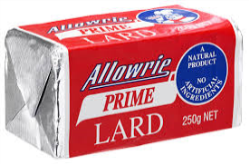 Allowrie
PRIME
LARD
A
NATURAL
PRODUCT
NO
ARTIFICIAL
INGREDIENTS
250g NET